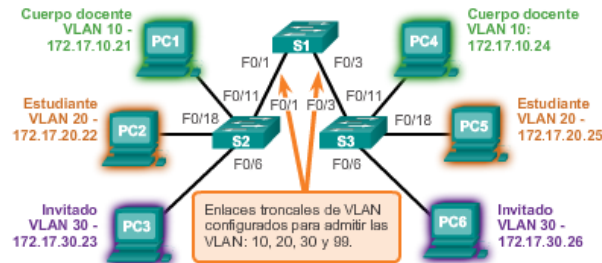 Cuerpo docente
VLAN 10 -
172.17.10.21
PC1
S1
F0/1
F0/3
PC4
Cuerpo docente
VLAN 10:
172.17.10.24
F0/11
F0/1
F0/3
F0/11
Estudiante
VLAN 20 -
172.17.20.22
PC2
F0/18
S2
S3
F0/18
PC5
Estudiante
VLAN 20 -
172.17.20.25
F0/6
F0/6
Invitado
VLAN 30 -
172.17.30.23
PC3
Enlaces troncales de VLAN
configurados para admitir las
VLAN: 10, 20, 30 y 99.
PC6
Invitado
VLAN 30 -
172.17.30.26